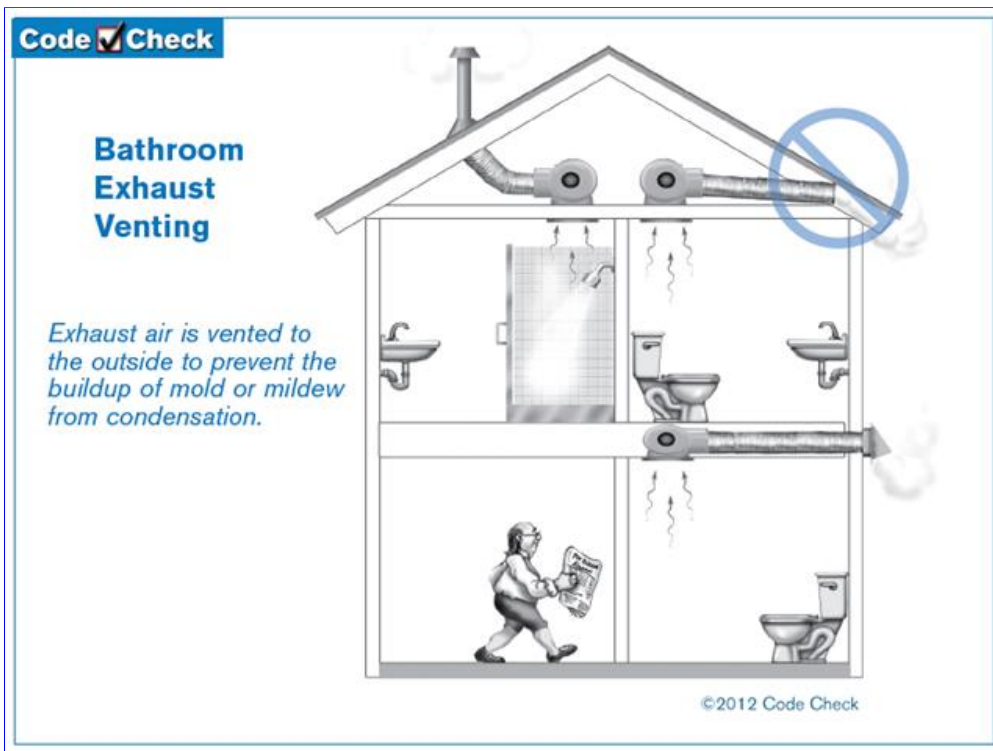 Code Check
Bathroom
Exhaust
Venting
Exhaust air is vented to
the outside to prevent the
buildup of mold or mildew
from condensation.
©2012 Code Check